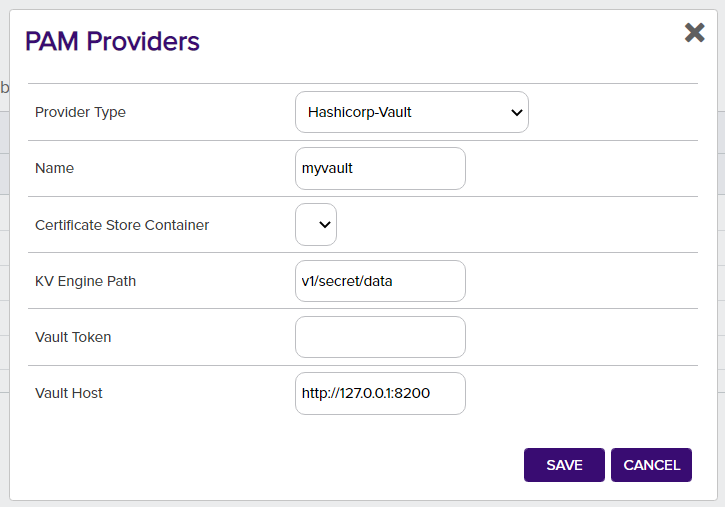 PAM Providers
b
Provider Type
Hashicorp-Vault
Name
myvault
Certificate Store Container
KV Engine Path
v1/secret/data
Vault Token
Vault Host
http://127.0.0.1:8200
SAVE
CANCEL